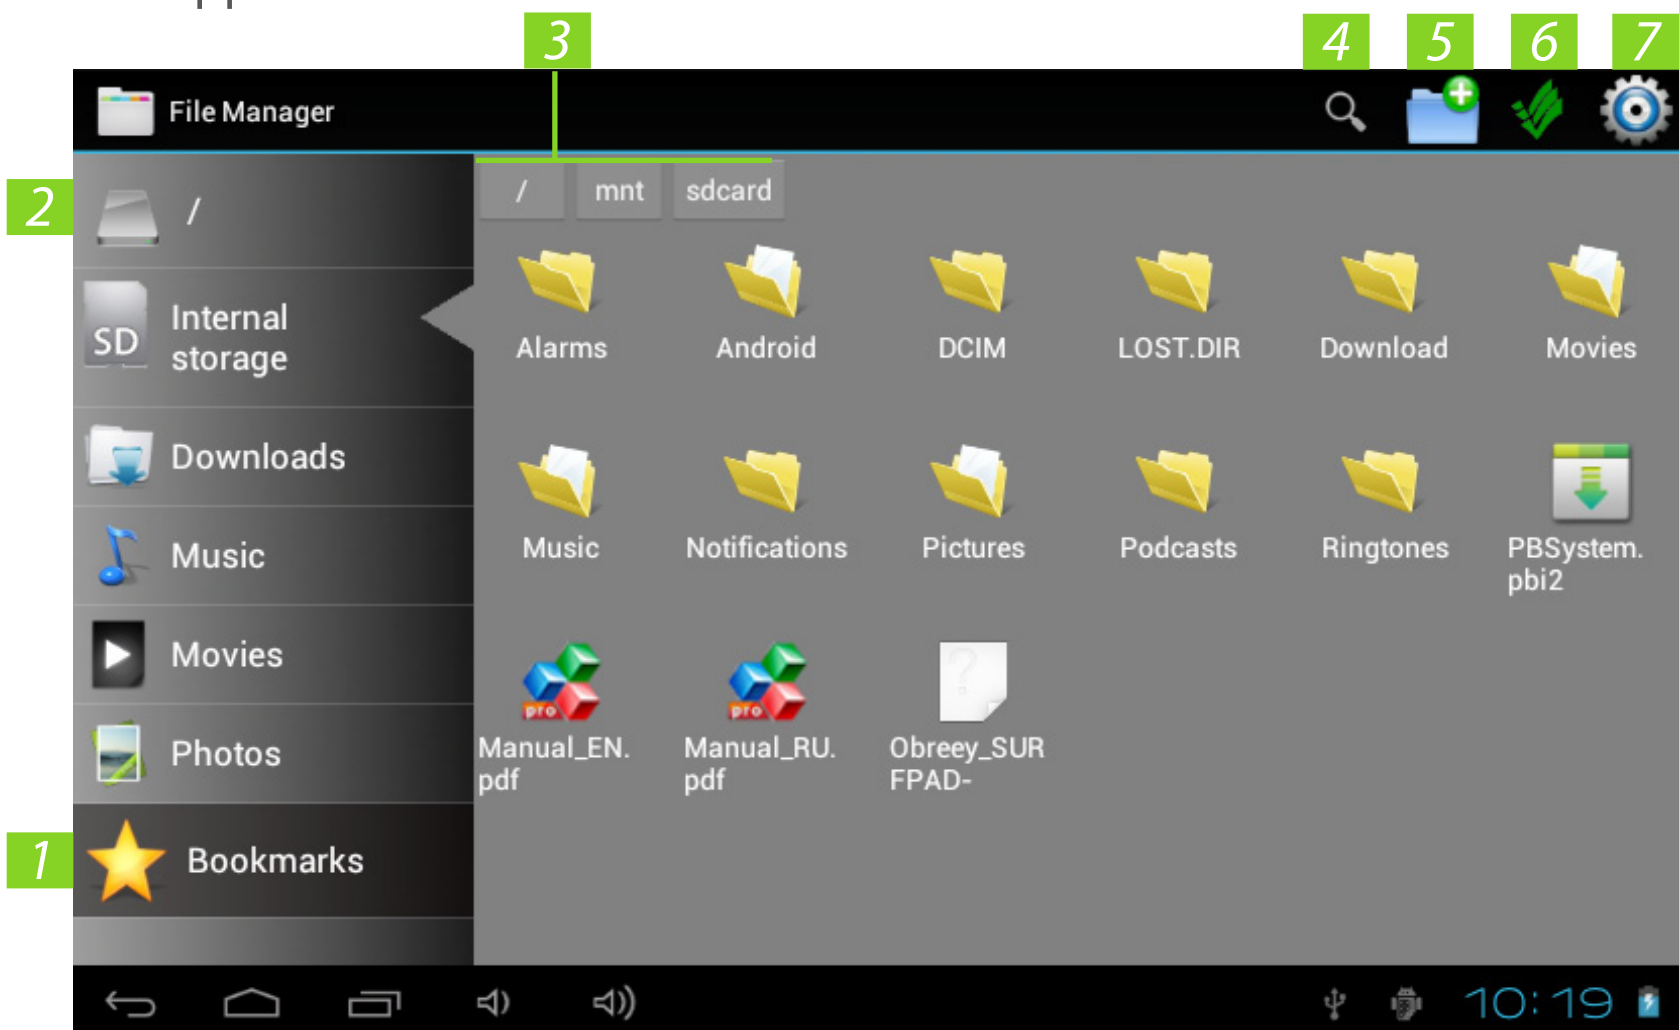 3
4 5 6 7
File Manager
2
/
/ mnt sdcard
Internal
storage
SD
Alarms Android DCIM LOST.DIR Download Movies
Downloads
Music
Music Notifications Pictures Podcasts Ringtones PBSystem.
pbi2
Movies
pro pro
Photos
Manual_EN. Manual_RU. Obreey_SUR
pdf pdf FPAD-
1
Bookmarks
10:19